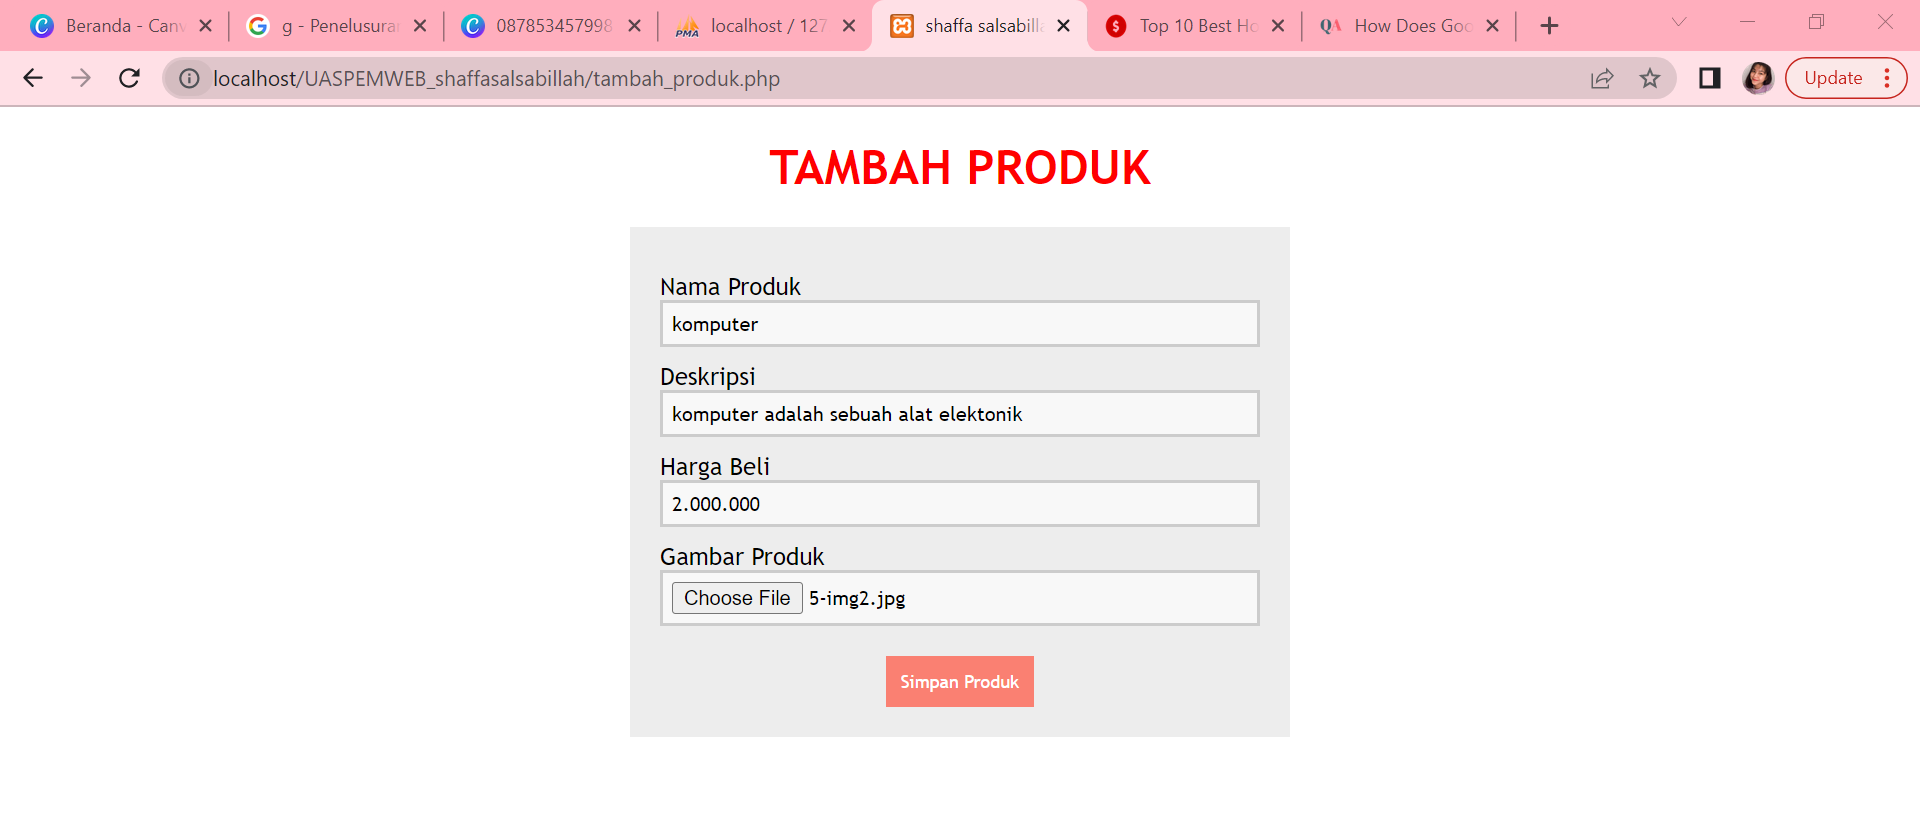 Beranda - Canv
g - Penelusuran
087853457998
localhost / 127
shaffa salsabilla
Top 10 Best Ho
How Does Goo
localhost/UASPEMWEB_shaffasalsabillah/tambah_produk.php
Update
TAMBAH PRODUK
Nama Produk
komputer
Deskripsi
komputer adalah sebuah alat elektonik
Harga Beli
2.000.000
Gambar Produk
Choose File 5-img2.jpg
Simpan Produk